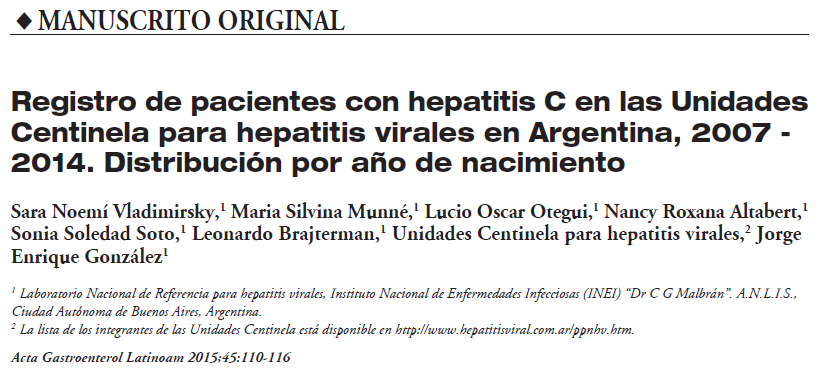 ◆ MANUSCRITO ORIGINAL
Registro de pacientes con hepatitis C en las Unidades
Centinela para hepatitis virales en Argentina, 2007 -
2014. Distribución por año de nacimiento
Sara Noemí Vladimirsky,¹ Maria Silvina Munné,¹ Lucio Oscar Otegui,¹ Nancy Roxana Altabert,¹
Sonia Soledad Soto,¹ Leonardo Brajterman,¹ Unidades Centinela para hepatitis virales,² Jorge
Enrique González¹
¹ Laboratorio Nacional de Referencia para hepatitis virales, Instituto Nacional de Enfermedades Infecciosas (INEI) “Dr C G Malbrán”. A.N.L.I.S.,
Ciudad Autónoma de Buenos Aires, Argentina.
² La lista de los integrantes de las Unidades Centinela está disponible en http://www.hepatitisviral.com.ar/ppnhv.htm.
Acta Gastroenterol Latinoam 2015;45:110-116